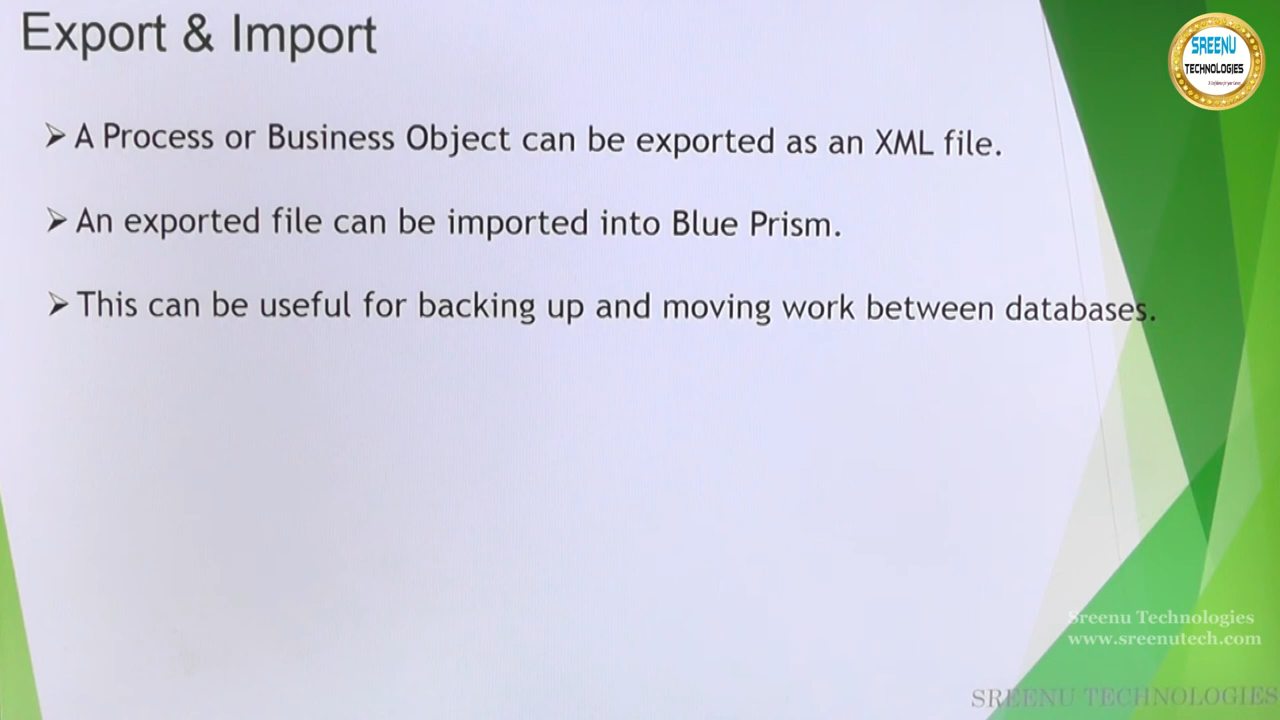 Export & Import
SREENU
TECHNOLOGIES
➢ A Process or Business Object can be exported as an XML file.
➢ An exported file can be imported into Blue Prism.
➢ This can be useful for backing up and moving work between databases.
Sreenu Technologies
www.sreenutech.com
SREENU TECHNOLOGIES